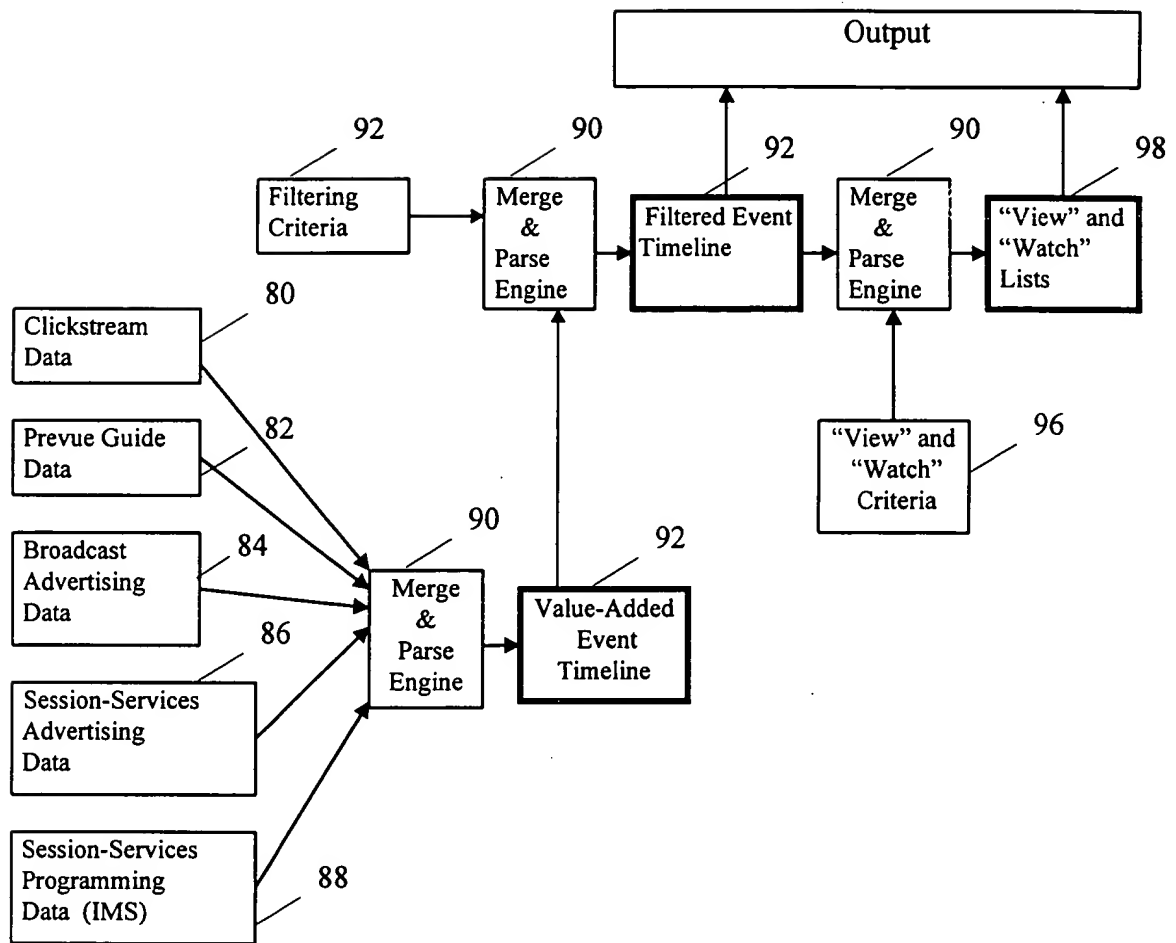 Output
92
90
92
90
98
Filtering
Criteria
Merge
&
Parse
Engine
Filtered Event
Timeline
Merge
&
Parse
Engine
“View” and
“Watch”
Lists
80
Clickstream
Data
82
Prevue Guide
Data
“View” and
“Watch”
Criteria
96
84
Broadcast
Advertising
Data
90
Merge
&
Parse
Engine
92
Value-Added
Event
Timeline
86
Session-Services
Advertising
Data
Session-Services
Programming
Data (IMS)
88